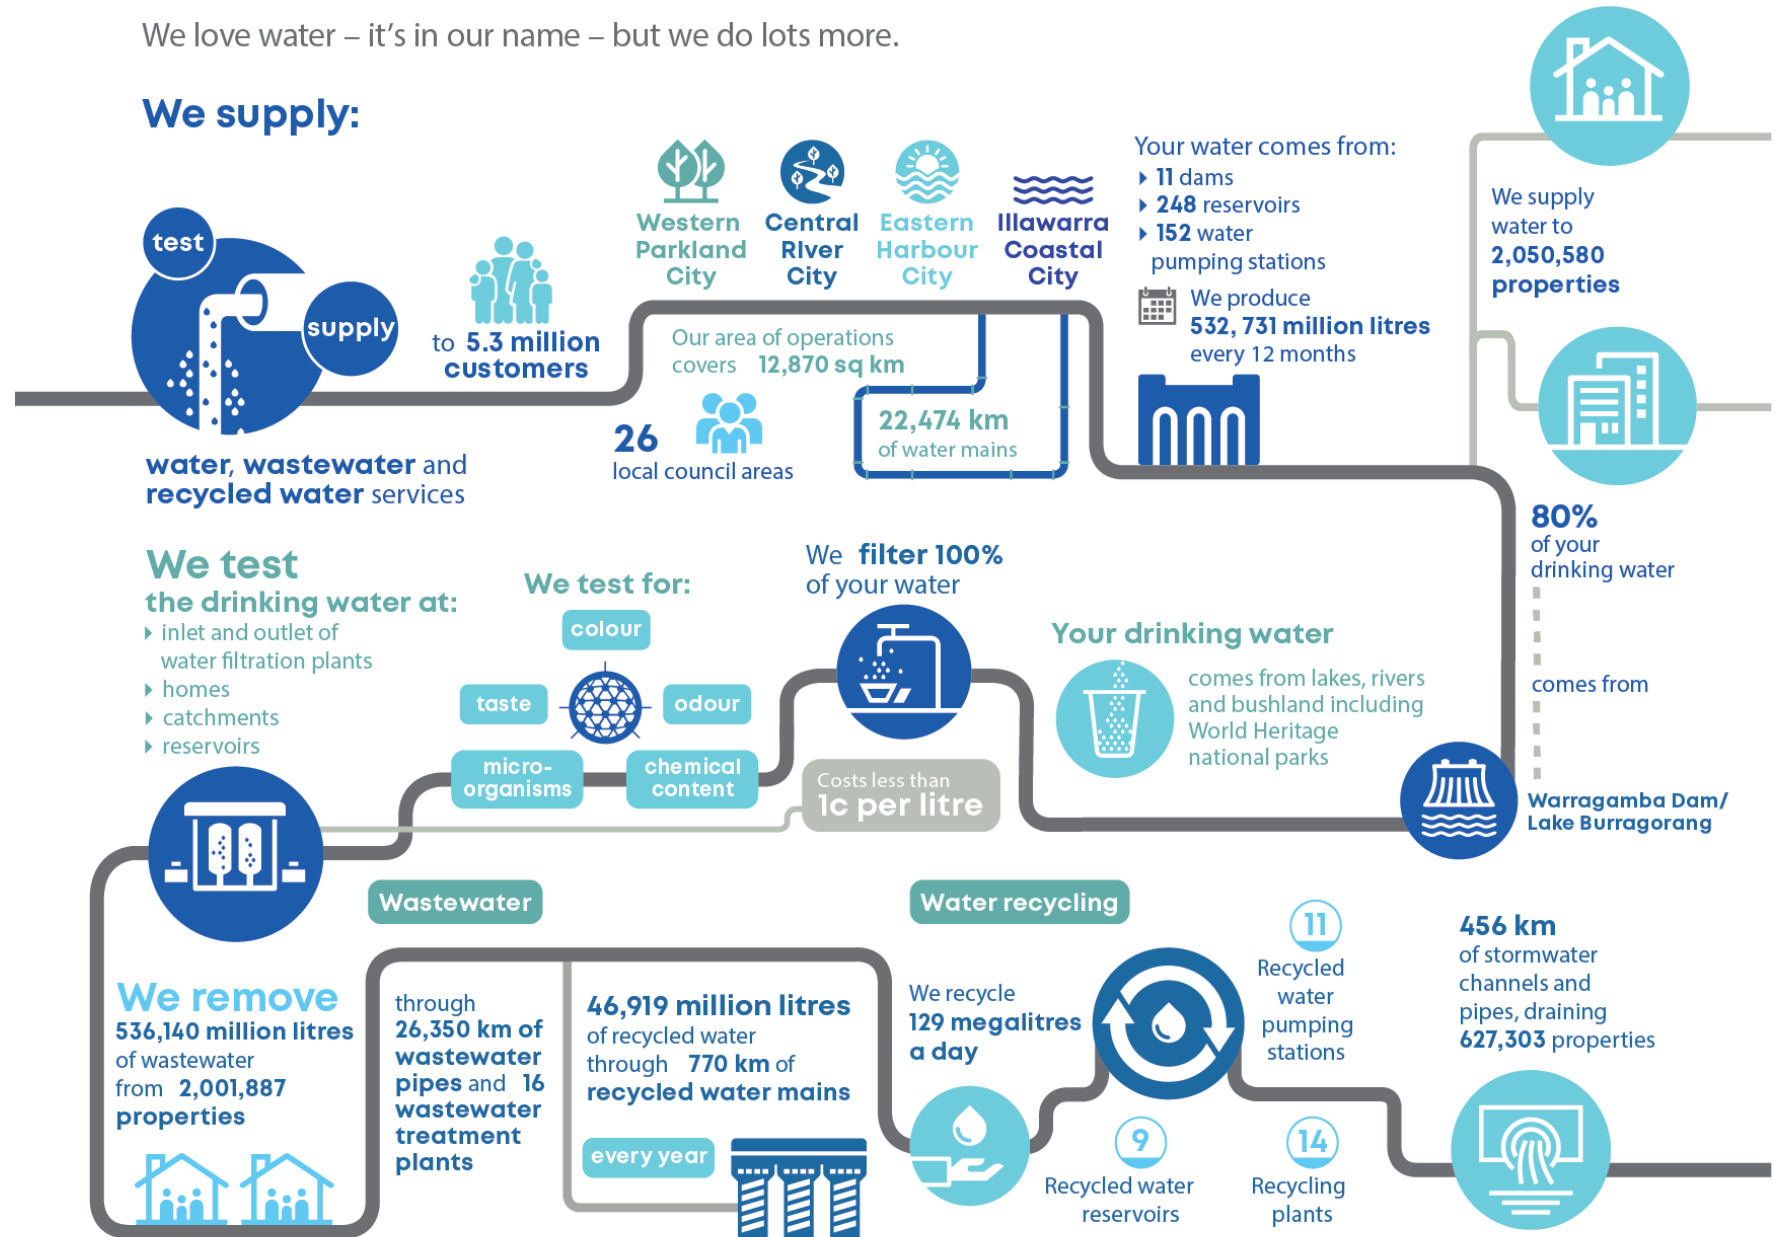 We love water – it's in our name – but we do lots more.
We supply:
test
supply
water, wastewater and
recycled water services
to 5.3 million
customers
Western
Parkland
City
Central
RIver
City
Eastern
Harbour
City
Illawarra
Coastal
City
Our area of operations
covers 12,870 sq km
26
local council areas
22,474 km
of water mains
Your water comes from:
11 dams
248 reservoirs
152 water
pumping stations
We produce
532, 731 million litres
every 12 months
We supply
water to
2,050,580
properties
80%
of your
drinking water
comes from
Warragamba Dam/
Lake Burragorang
We test
the drinking water at:
inlet and outlet of
water filtration plants
homes
catchments
reservoirs
We test for:
colour
taste
odour
micro-
organisms
chemical
content
We filter 100%
of your water
Costs less than
1c per litre
Your drinking water
comes from lakes, rivers
and bushland including
World Heritage
national parks
Wastewater
We remove
536,140 million litres
of wastewater
from 2,001,887
properties
through
26,350 km of
wastewater
pipes and 16
wastewater
treatment
plants
46,919 million litres
of recycled water
through 770 km of
recycled water mains
every year
Water recycling
We recycle
129 megalitres
a day
11
Recycled
water
pumping
stations
9
Recycled water
reservoirs
14
Recycling
plants
456 km
of stormwater
channels and
pipes, draining
627,303 properties